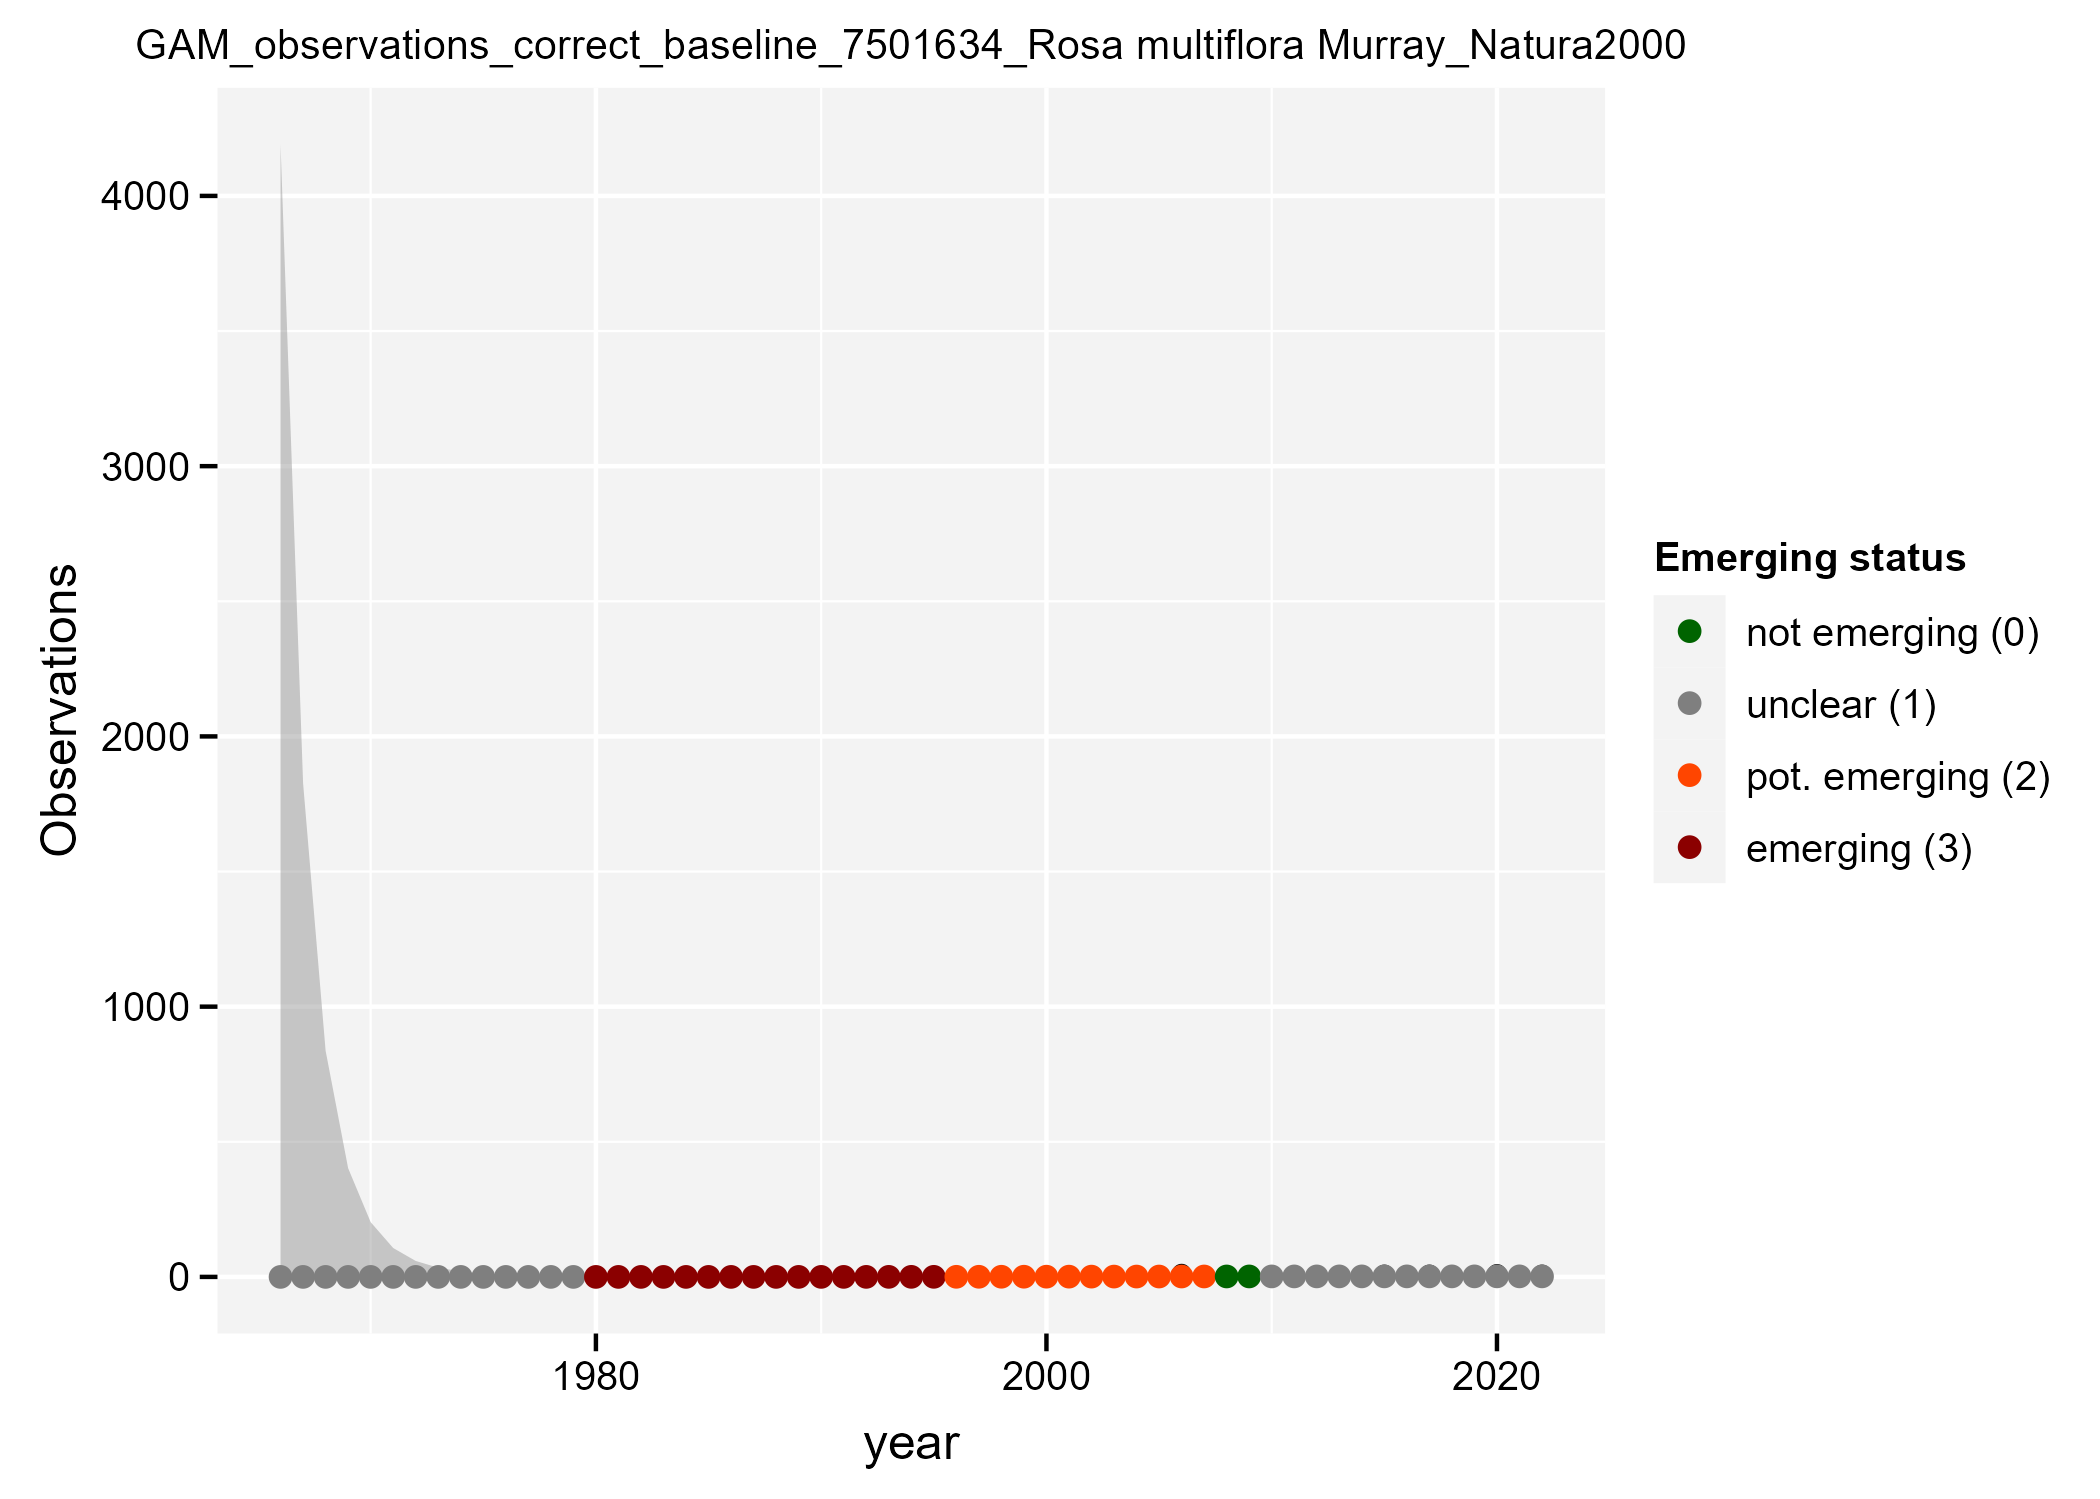 GAM_observations_correct_baseline_7501634_Rosa multiflora Murray_Natura2000
4000
3000
2000
1000
0
Observations
1980
2000
2020
year
Emerging status
not emerging (0)
unclear (1)
pot. emerging (2)
emerging (3)